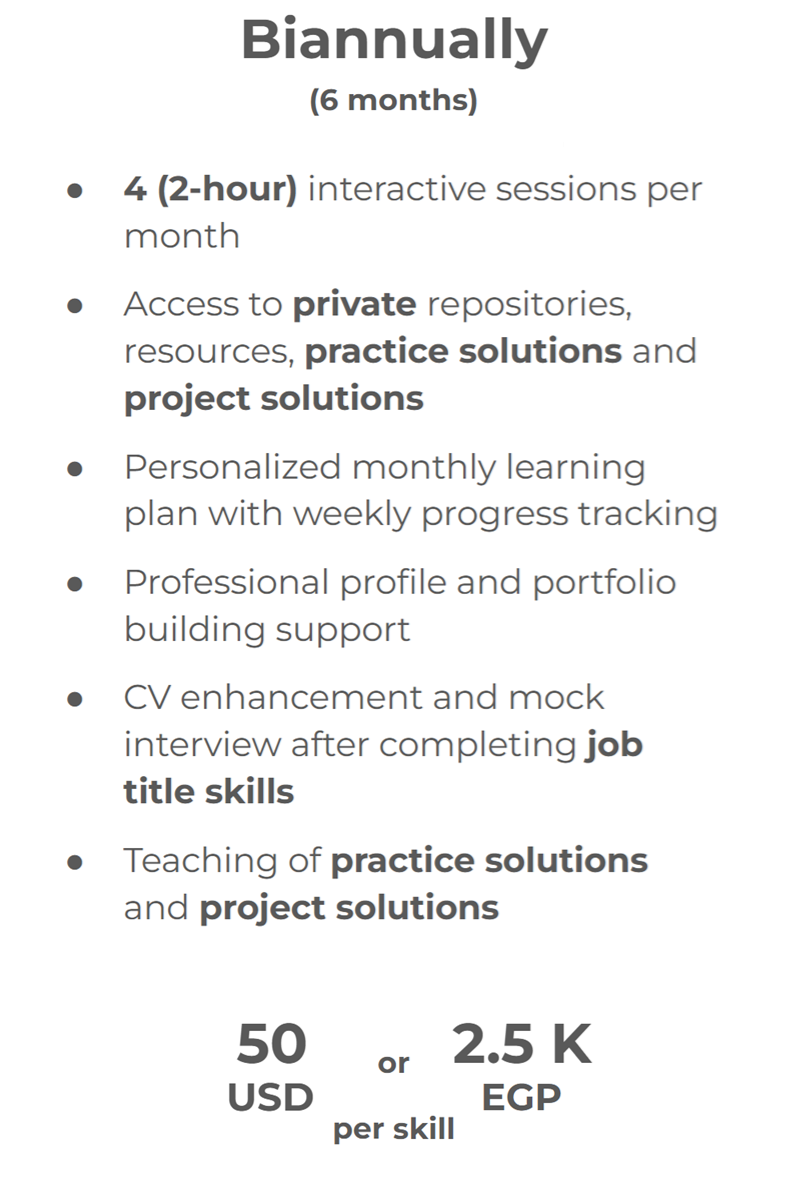 Biannually
(6 months)
● 4 (2-hour) interactive sessions per
month
● Access to private repositories,
resources, practice solutions and
project solutions
● Personalized monthly learning
plan with weekly progress tracking
● Professional profile and portfolio
building support
● CV enhancement and mock
interview after completing job
title skills
● Teaching of practice solutions
and project solutions
50 or 2.5 K
USD EGP
per skill